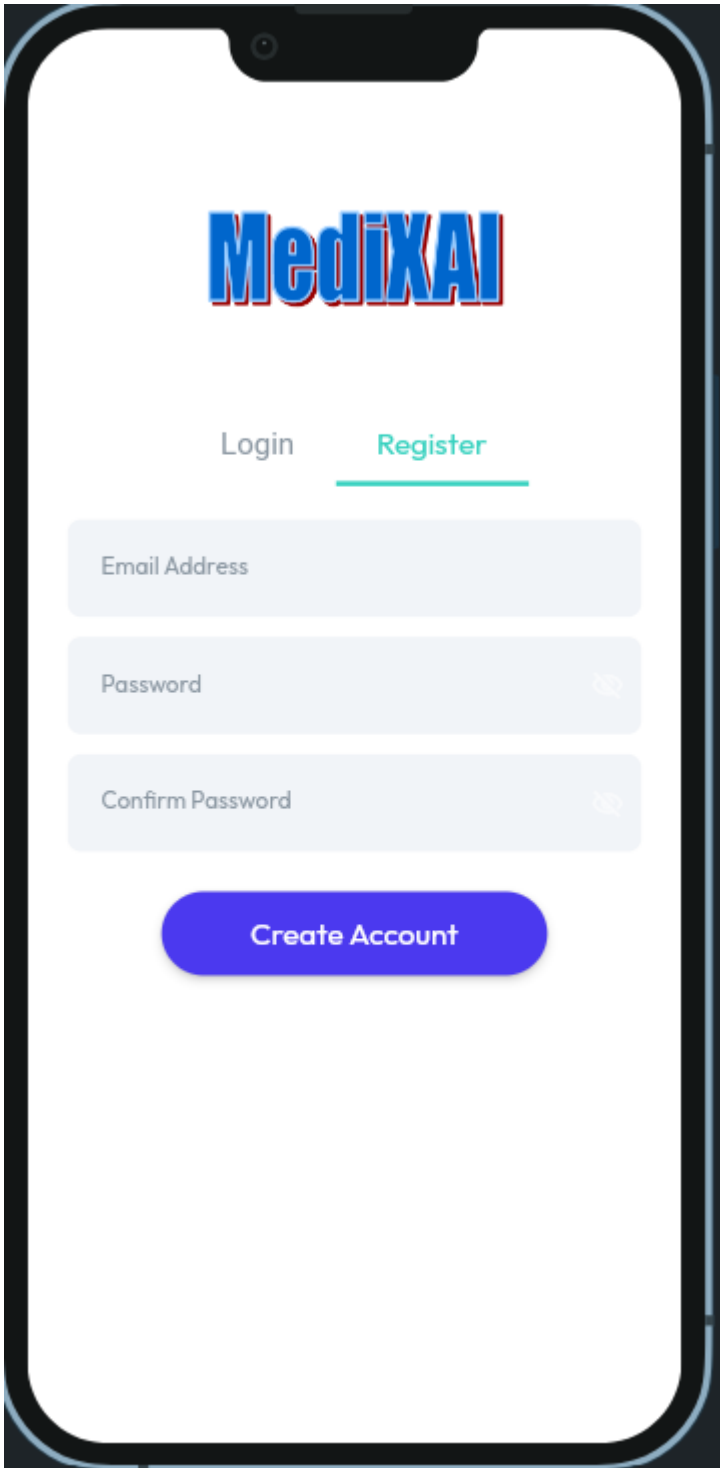 MediXAI
Login Register
Email Address
Password
Confirm Password
Create Account